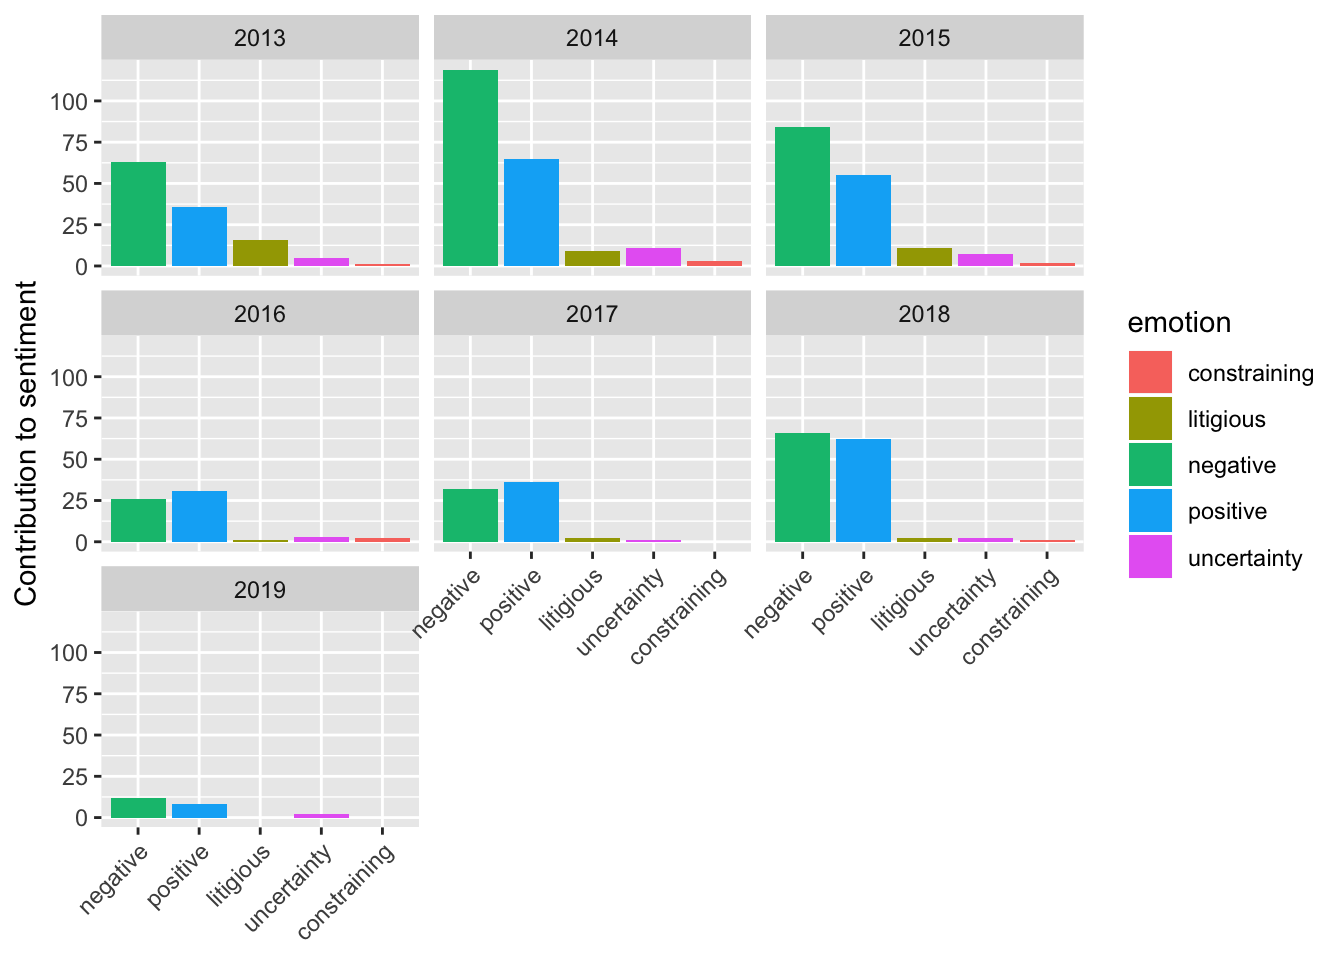 2013
2014
2015
100
75
50
25
0
2016
2017
2018
100
75
50
25
0
negative
positive
litigious
uncertainty
constraining
negative
positive
litigious
uncertainty
constraining
2019
100
75
50
25
0
negative
positive
litigious
uncertainty
constraining
Contribution to sentiment
emotion
constraining
litigious
negative
positive
uncertainty